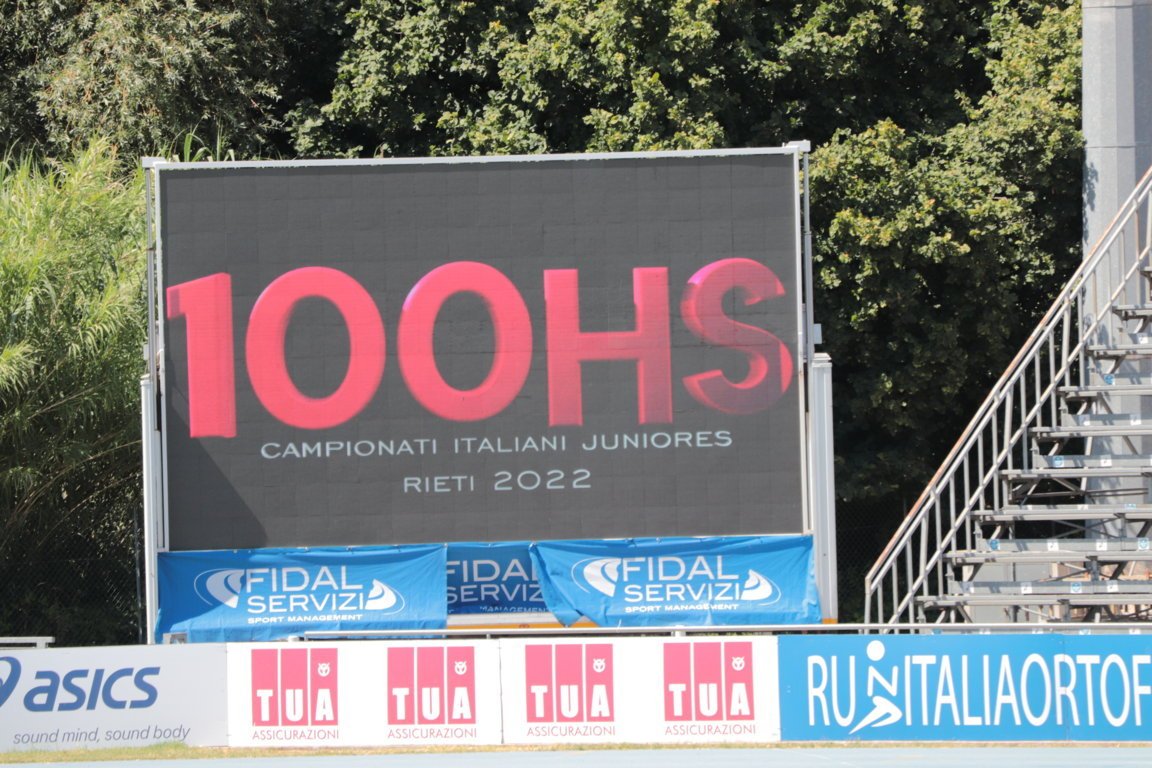 100HS
CAMPIONATI ITALIANI JUNIORES
RIETI 2022
FIDAL
SERVIZI
SPORT MANAGEMENT
FIDAL
SERVIZI
MANAGEMENT
FIDAL
SERVIZI
SPORT MANAGEMENT
asics
sound mind, sound body
TUA
ASSICURAZIONI
TUA
ASSICURAZIONI
TUA
ASSICURAZIONI
TUA
ASSICURAZIONI
RUNITALIAORTOF